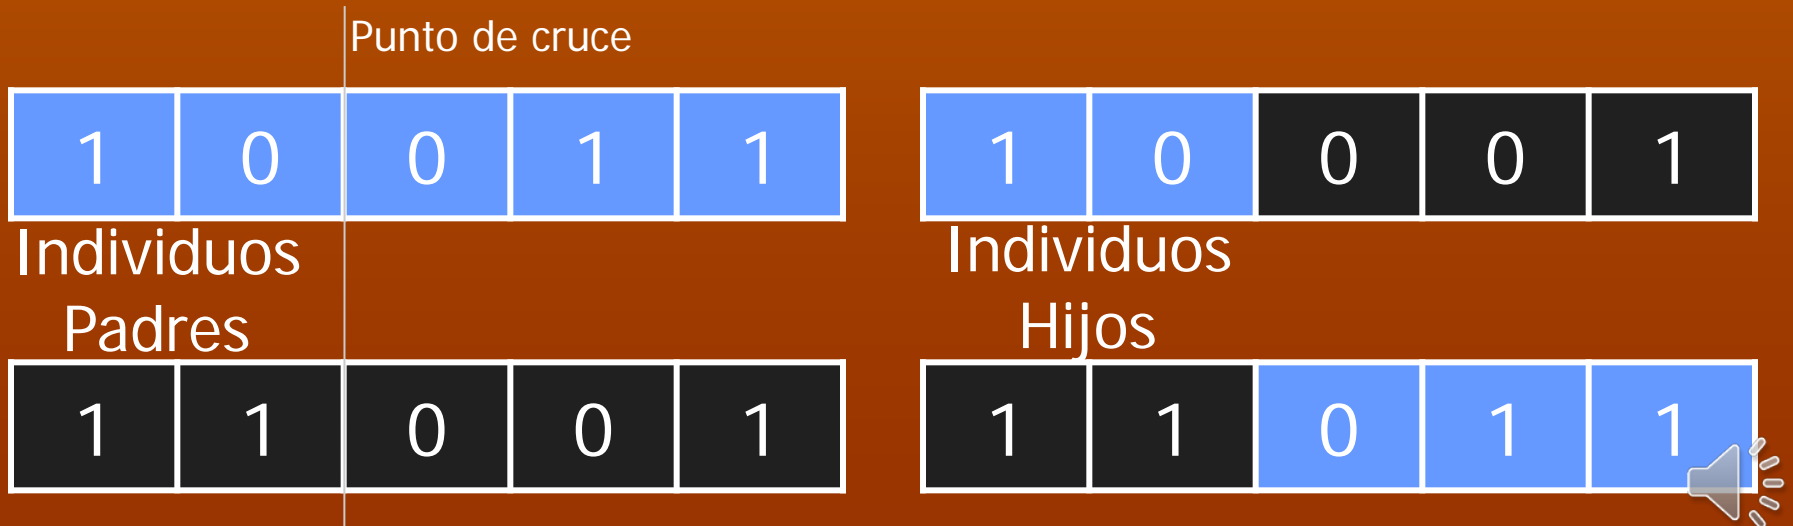 Punto de cruce
1 0 0 1 1
1 0 0 0 1
Individuos
Padres
Individuos
Hijos
1 1 0 0 1
1 1 0 1 1